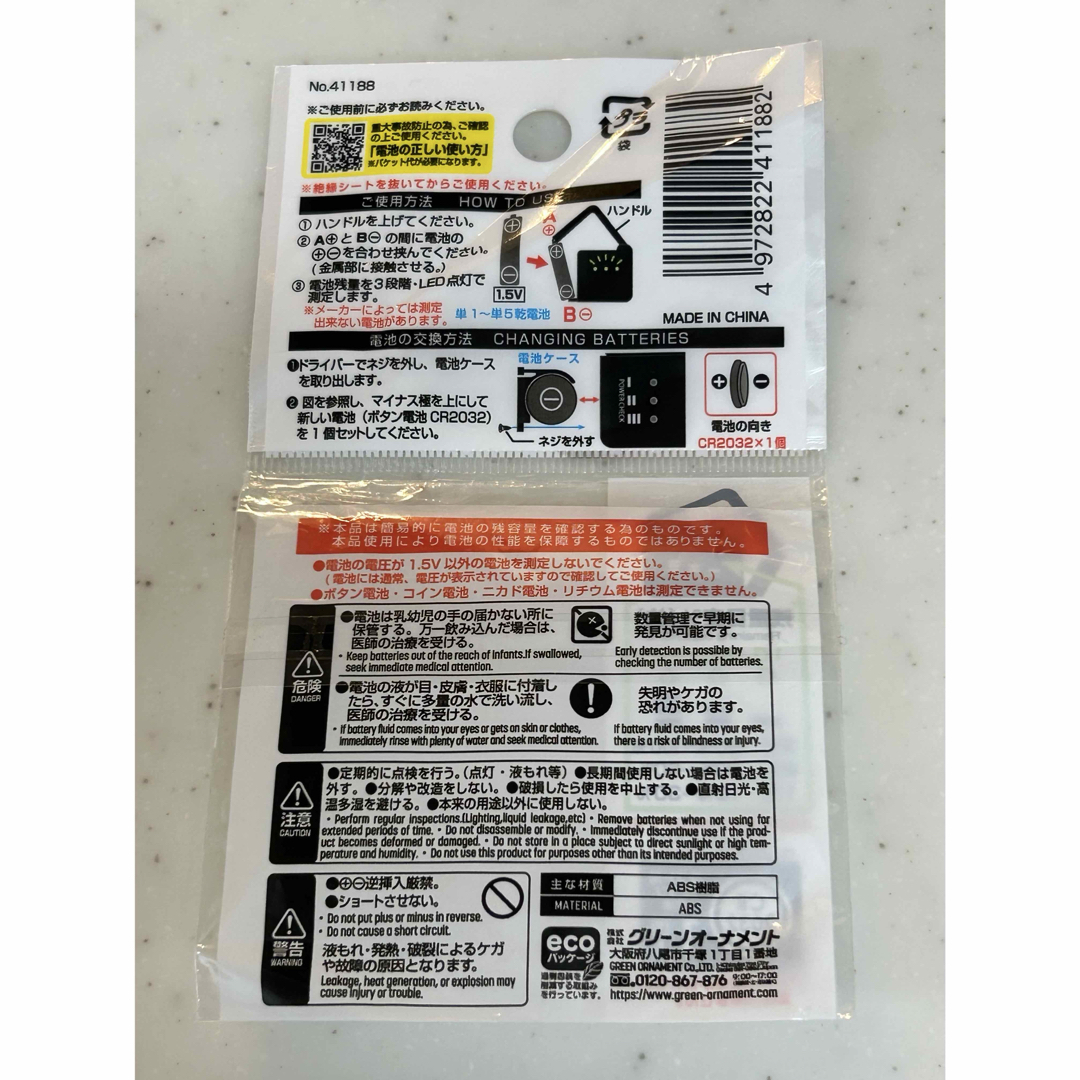 No.41188
※ご使用前に必ずお読みください。
重大事故防止の為、ご確認
の上ご使用ください。
「電池の正しい使い方」
※パケット代が必要になります。
袋
4 972822 411882
※絶縁シートを抜いてからご使用ください。
ご使用方法 HOW TO USE
① ハンドルを上げてください。
② A⊕ と B⊖ の間に電池の
⊕⊖を合わせ挟んでください。
(金属部に接触させる。)
③ 電池残量を3段階・LED点灯で
測定します。
※メーカーによっては測定
出来ない電池があります。
A
⊕
ハンドル
1.5V
単1〜単5乾電池
B⊖
MADE IN CHINA
電池の交換方法 CHANGING BATTERIES
❶ドライバーでネジを外し、電池ケース
を取り出します。
❷ 図を参照し、マイナス極を上にして
新しい電池（ボタン電池 CR2032）
を1個セットしてください。
電池ケース
ネジを外す
POWER CHECK
電池の向き
CR2032×1個
※本品は簡易的に電池の残容量を確認する為のものです。
本品使用により電池の性能を保障するものではありません。
●電池の電圧が 1.5V 以外の電池を測定しないでください。
(電池には通常、電圧が表示されていますので確認してご使用ください。)
●ボタン電池・コイン電池・ニカド電池・リチウム電池は測定できません。
危険
DANGER
●電池は乳幼児の手の届かない所に
保管する。万一飲み込んだ場合は、
医師の治療を受ける。
・Keep batteries out of the reach of infants.If swallowed,
seek immediate medical attention.
数量管理で早期に
発見が可能です。
Early detection is possible by
checking the number of batteries.
●電池の液が目・皮膚・衣服に付着し
たら、すぐに多量の水で洗い流し、
医師の治療を受ける。
・If battery fluid comes into your eyes or gets on skin or clothes,
immediately rinse with plenty of water and seek medical attention.
失明やケガの
恐れがあります。
If battery fluid comes into your eyes,
there is a risk of blindness or injury.
注意
CAUTION
●定期的に点検を行う。(点灯・液もれ等) ●長期間使用しない場合は電池を
外す。●分解や改造をしない。●破損したら使用を中止する。●直射日光・高
温多湿を避ける。●本来の用途以外に使用しない。
・Perform regular inspections.(Lighting,liquid leakage,etc)・Remove batteries when not using for
extended periods of time.・Do not disassemble or modify.・Immediately discontinue use if the prod-
uct becomes deformed or damaged.・Do not store in a place subject to direct sunlight or high tem-
perature and humidity.・Do not use this product for purposes other than its intended purposes.
警告
WARNING
●⊕⊖逆挿入厳禁。
●ショートさせない。
・Do not put plus or minus in reverse.
・Do not cause a short circuit.
液もれ・発熱・破裂によるケガ
や故障の原因となります。
Leakage, heat generation, or explosion may
cause injury or trouble.
主な材質 ABS樹脂
MATERIAL ABS
eco
パッケージ
過剰包装を
削減する取組み
を行っています。
株式会社 グリーンオーナメント
大阪府八尾市千塚1丁目1番地
GREEN ORNAMENT Co.,LTD.
0120-867-876 9:00〜17:00
https://www.green-ornament.com